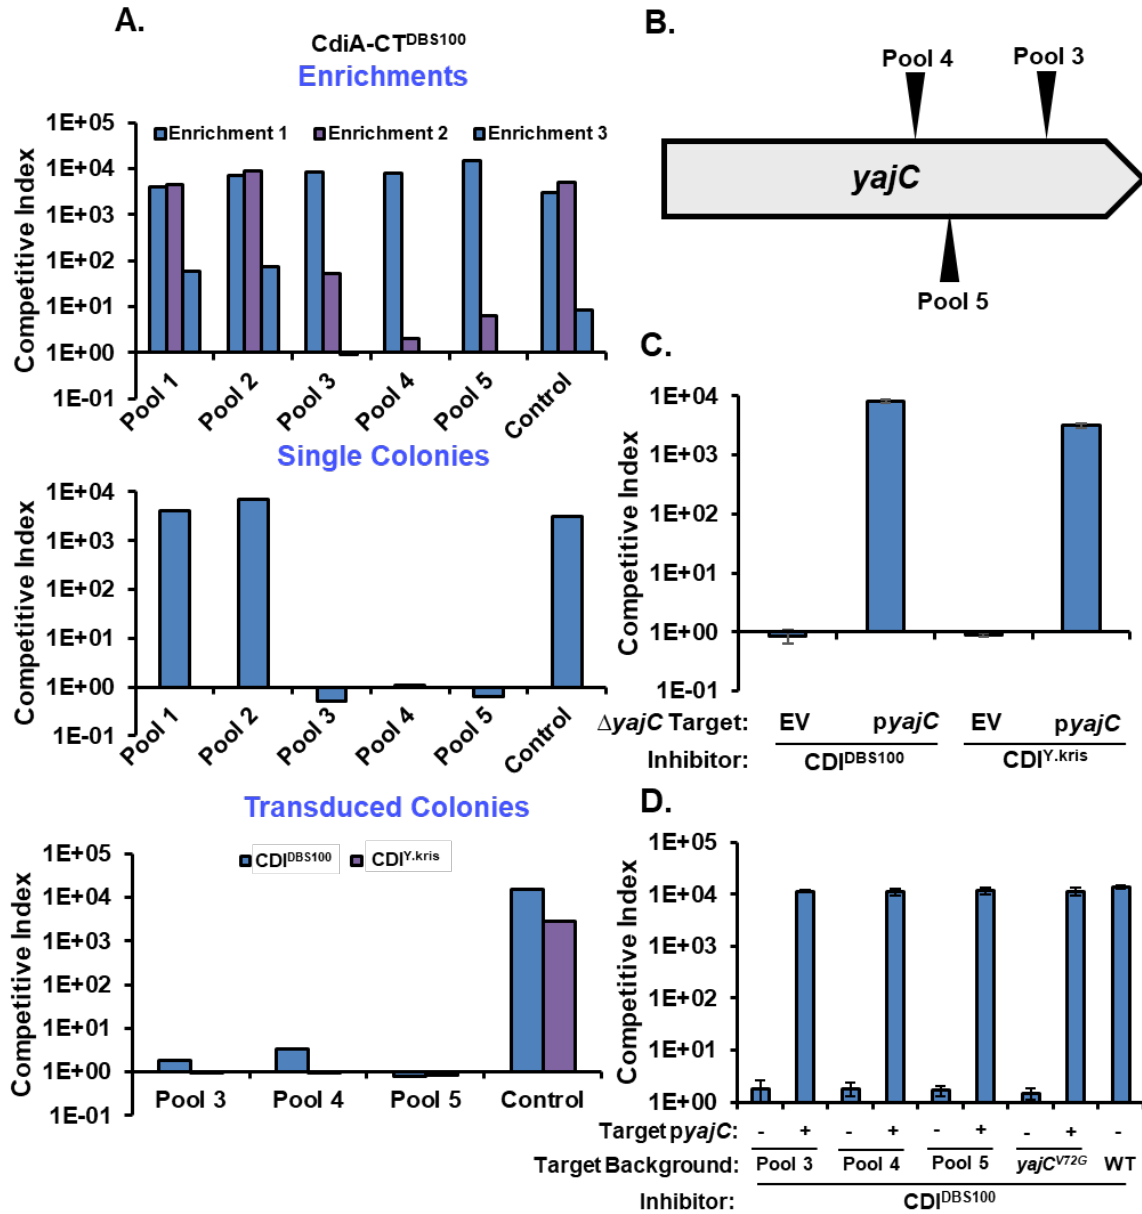 A.
CdiA-CT^DBS100
Enrichments
Enrichment 1 Enrichment 2 Enrichment 3
Competitive Index
1E+05
1E+04
1E+03
1E+02
1E+01
1E+00
1E-01
Pool 1 Pool 2 Pool 3 Pool 4 Pool 5 Control
Single Colonies
Competitive Index
1E+04
1E+03
1E+02
1E+01
1E+00
1E-01
Pool 1 Pool 2 Pool 3 Pool 4 Pool 5 Control
Transduced Colonies
CDI^DBS100 CDI^Y.kris
Competitive Index
1E+05
1E+04
1E+03
1E+02
1E+01
1E+00
1E-01
Pool 3 Pool 4 Pool 5 Control
B.
Pool 4 Pool 3
yajC
Pool 5
C.
Competitive Index
1E+04
1E+03
1E+02
1E+01
1E+00
1E-01
ΔyajC Target: EV pyajC EV pyajC
Inhibitor: CDI^DBS100 CDI^Y.kris
D.
Competitive Index
1E+05
1E+04
1E+03
1E+02
1E+01
1E+00
Target pyajC: - + - + - + - + -
Target Background: Pool 3 Pool 4 Pool 5 yajC^V72G WT
Inhibitor: CDI^DBS100